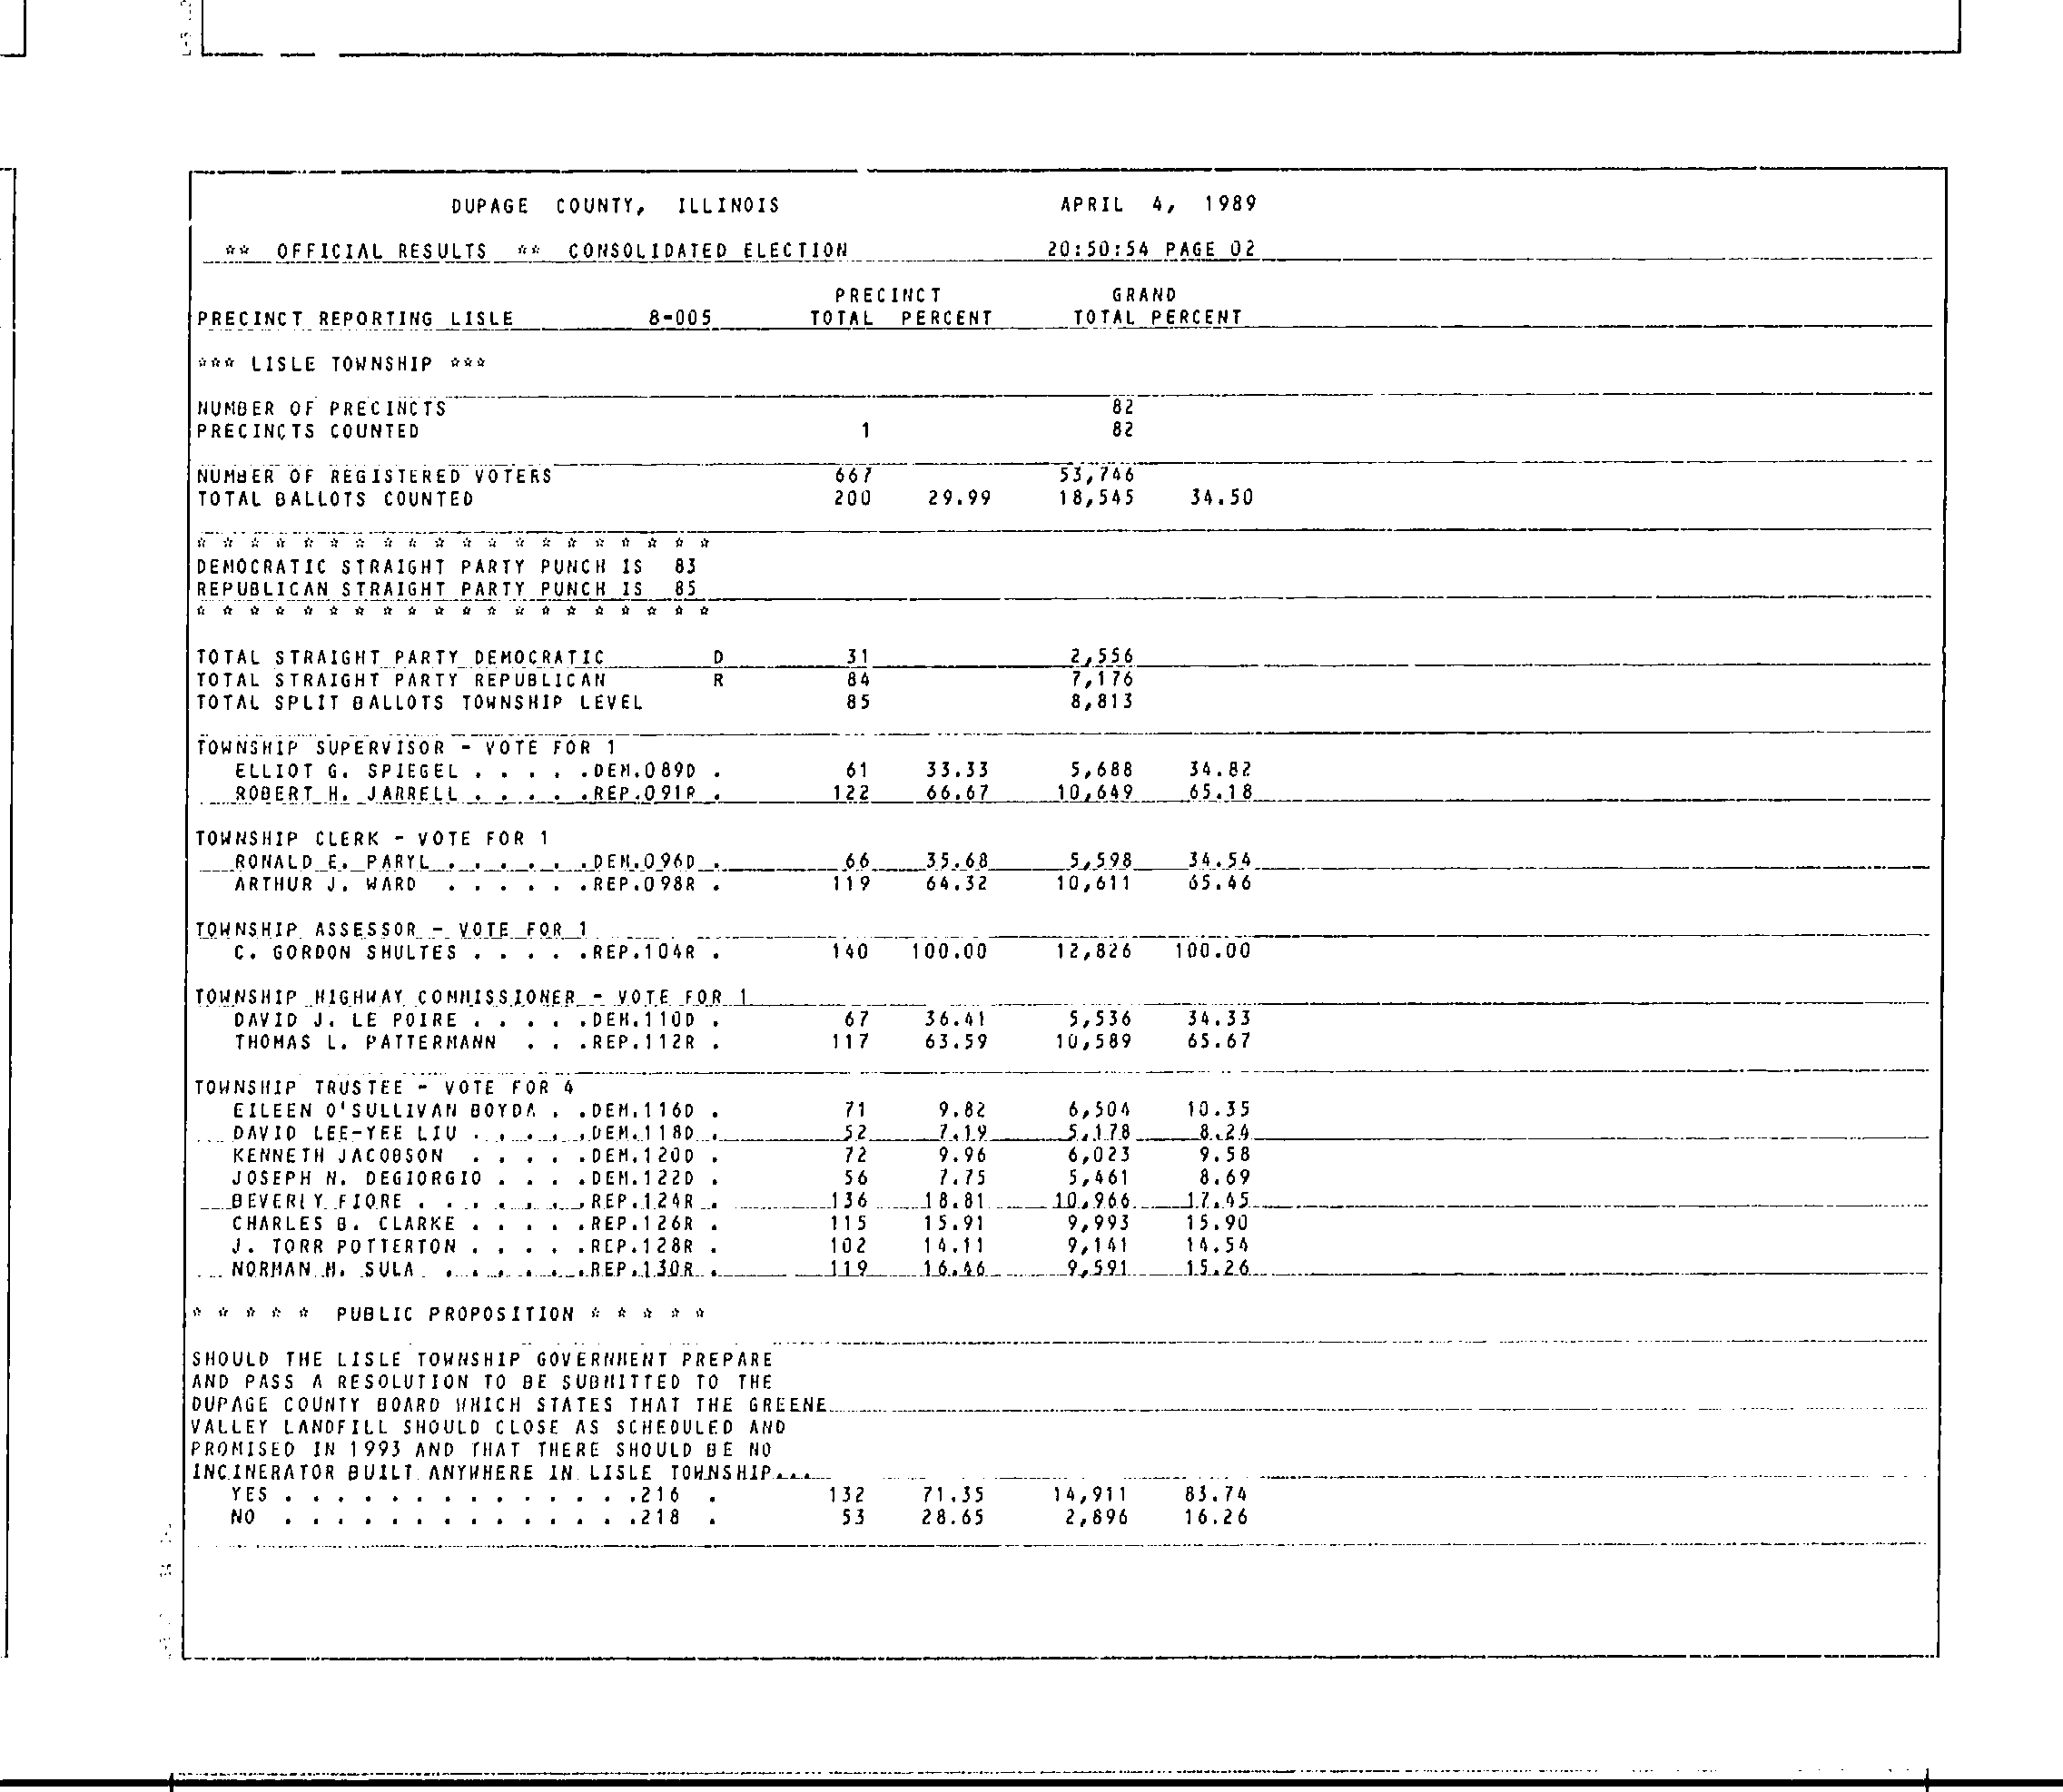 DUPAGE COUNTY, ILLINOIS APRIL 4, 1989
** OFFICIAL RESULTS ** CONSOLIDATED ELECTION 20:50:54 PAGE 02
PRECINCT GRAND
PRECINCT REPORTING LISLE 8-005 TOTAL PERCENT TOTAL PERCENT
*** LISLE TOWNSHIP ***
NUMBER OF PRECINCTS 82
PRECINCTS COUNTED 1 82
NUMBER OF REGISTERED VOTERS 667 53,746
TOTAL BALLOTS COUNTED 200 29.99 18,545 34.50
* * * * * * * * * * * * * * * * * * * *
DEMOCRATIC STRAIGHT PARTY PUNCH IS 83
REPUBLICAN STRAIGHT PARTY PUNCH IS 85
* * * * * * * * * * * * * * * * * * * *
TOTAL STRAIGHT PARTY DEMOCRATIC D 31 2,556
TOTAL STRAIGHT PARTY REPUBLICAN R 84 7,176
TOTAL SPLIT BALLOTS TOWNSHIP LEVEL 85 8,813
TOWNSHIP SUPERVISOR - VOTE FOR 1
ELLIOT G. SPIEGEL . . . . .DEM.089D . 61 33.33 5,688 34.82
ROBERT H. JARRELL . . . . .REP.091R . 122 66.67 10,649 65.18
TOWNSHIP CLERK - VOTE FOR 1
RONALD E. PARYL . . . . . .DEM.096D . 66 35.68 5,598 34.54
ARTHUR J. WARD . . . . . .REP.098R . 119 64.32 10,611 65.46
TOWNSHIP ASSESSOR - VOTE FOR 1
C. GORDON SHULTES . . . . .REP.104R . 140 100.00 12,826 100.00
TOWNSHIP HIGHWAY COMMISSIONER - VOTE FOR 1
DAVID J. LE POIRE . . . . .DEM.110D . 67 36.41 5,536 34.33
THOMAS L. PATTERMANN . . .REP.112R . 117 63.59 10,589 65.67
TOWNSHIP TRUSTEE - VOTE FOR 4
EILEEN O'SULLIVAN BOYDA . .DEM.116D . 71 9.82 6,504 10.35
DAVID LEE-YEE LIU . . . . .DEM.118D . 52 7.19 5,178 8.24
KENNETH JACOBSON . . . . .DEM.120D . 72 9.96 6,023 9.58
JOSEPH N. DEGIORGIO . . . .DEM.122D . 56 7.75 5,461 8.69
BEVERLY FIORE . . . . . . .REP.124R . 136 18.81 10,966 17.45
CHARLES B. CLARKE . . . . .REP.126R . 115 15.91 9,993 15.90
J. TORR POTTERTON . . . . .REP.128R . 102 14.11 9,141 14.54
NORMAN M. SULA . . . . . .REP.130R . 119 16.46 9,591 15.26
* * * * * PUBLIC PROPOSITION * * * * *
SHOULD THE LISLE TOWNSHIP GOVERNMENT PREPARE
AND PASS A RESOLUTION TO BE SUBMITTED TO THE
DUPAGE COUNTY BOARD WHICH STATES THAT THE GREENE
VALLEY LANDFILL SHOULD CLOSE AS SCHEDULED AND
PROMISED IN 1993 AND THAT THERE SHOULD BE NO
INCINERATOR BUILT ANYWHERE IN LISLE TOWNSHIP...
YES . . . . . . . . . . . . . .216 . 132 71.35 14,911 83.74
NO . . . . . . . . . . . . . .218 . 53 28.65 2,896 16.26